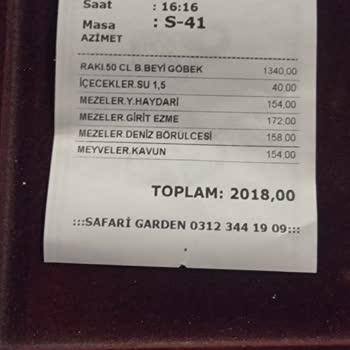 Saat : 16:16
Masa : S-41
AZİMET
RAKI.50 CL B.BEYİ GÖBEK 1340,00
İÇECEKLER.SU 1,5 40,00
MEZELER.Y.HAYDARİ 154,00
MEZELER.GİRİT EZME 172,00
MEZELER.DENİZ BÖRÜLCESİ 158,00
MEYVELER.KAVUN 154,00
TOPLAM: 2018,00
:::SAFARİ GARDEN 0312 344 19 09:::